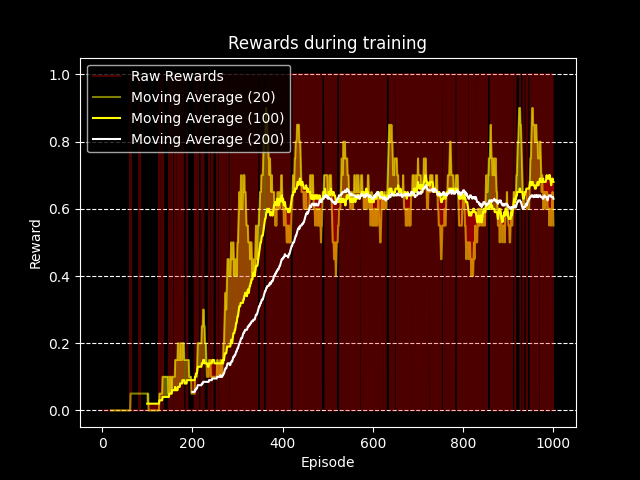 Rewards during training
Raw Rewards
Moving Average (20)
Moving Average (100)
Moving Average (200)
1.0
0.8
0.6
0.4
0.2
0.0
Reward
0 200 400 600 800 1000
Episode